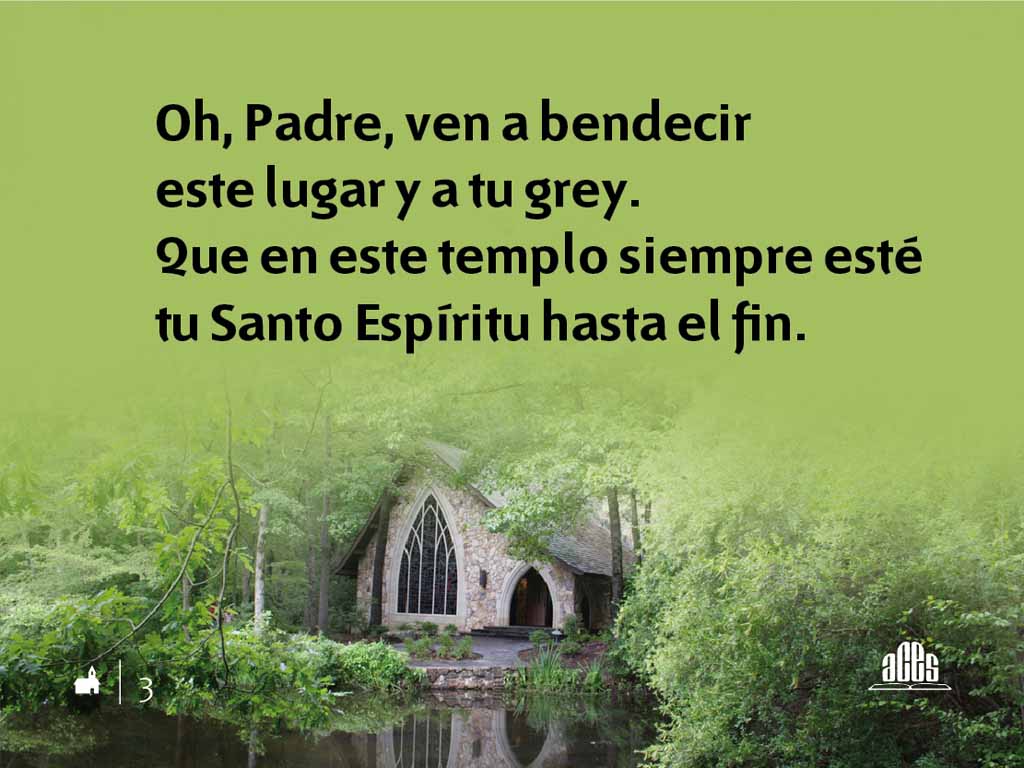 Oh, Padre, ven a bendecir
este lugar y a tu grey.
Que en este templo siempre esté
tu Santo Espíritu hasta el fin.
3
aces